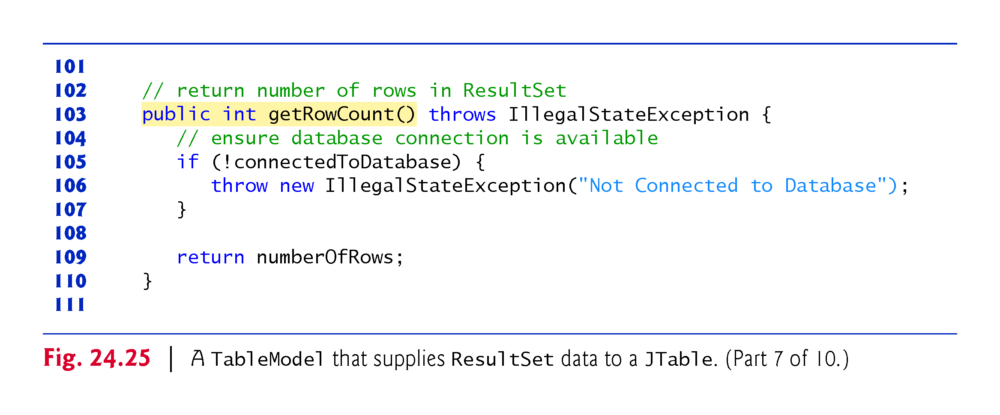 101
102 // return number of rows in ResultSet
103 public int getRowCount() throws IllegalStateException {
104 // ensure database connection is available
105 if (!connectedToDatabase) {
106 throw new IllegalStateException("Not Connected to Database");
107 }
108
109 return numberOfRows;
110 }
111
Fig. 24.25 | A TableModel that supplies ResultSet data to a JTable. (Part 7 of 10.)